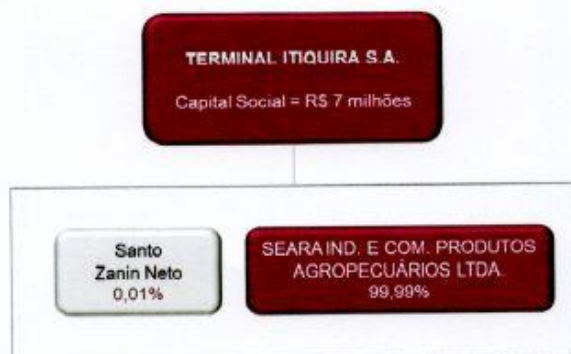 TERMINAL ITIQUIRA S.A.
Capital Social = R$ 7 milhões
Santo
Zanin Neto
0,01%
SEARA IND. E COM. PRODUTOS
AGROPECUÁRIOS LTDA.
99,99%